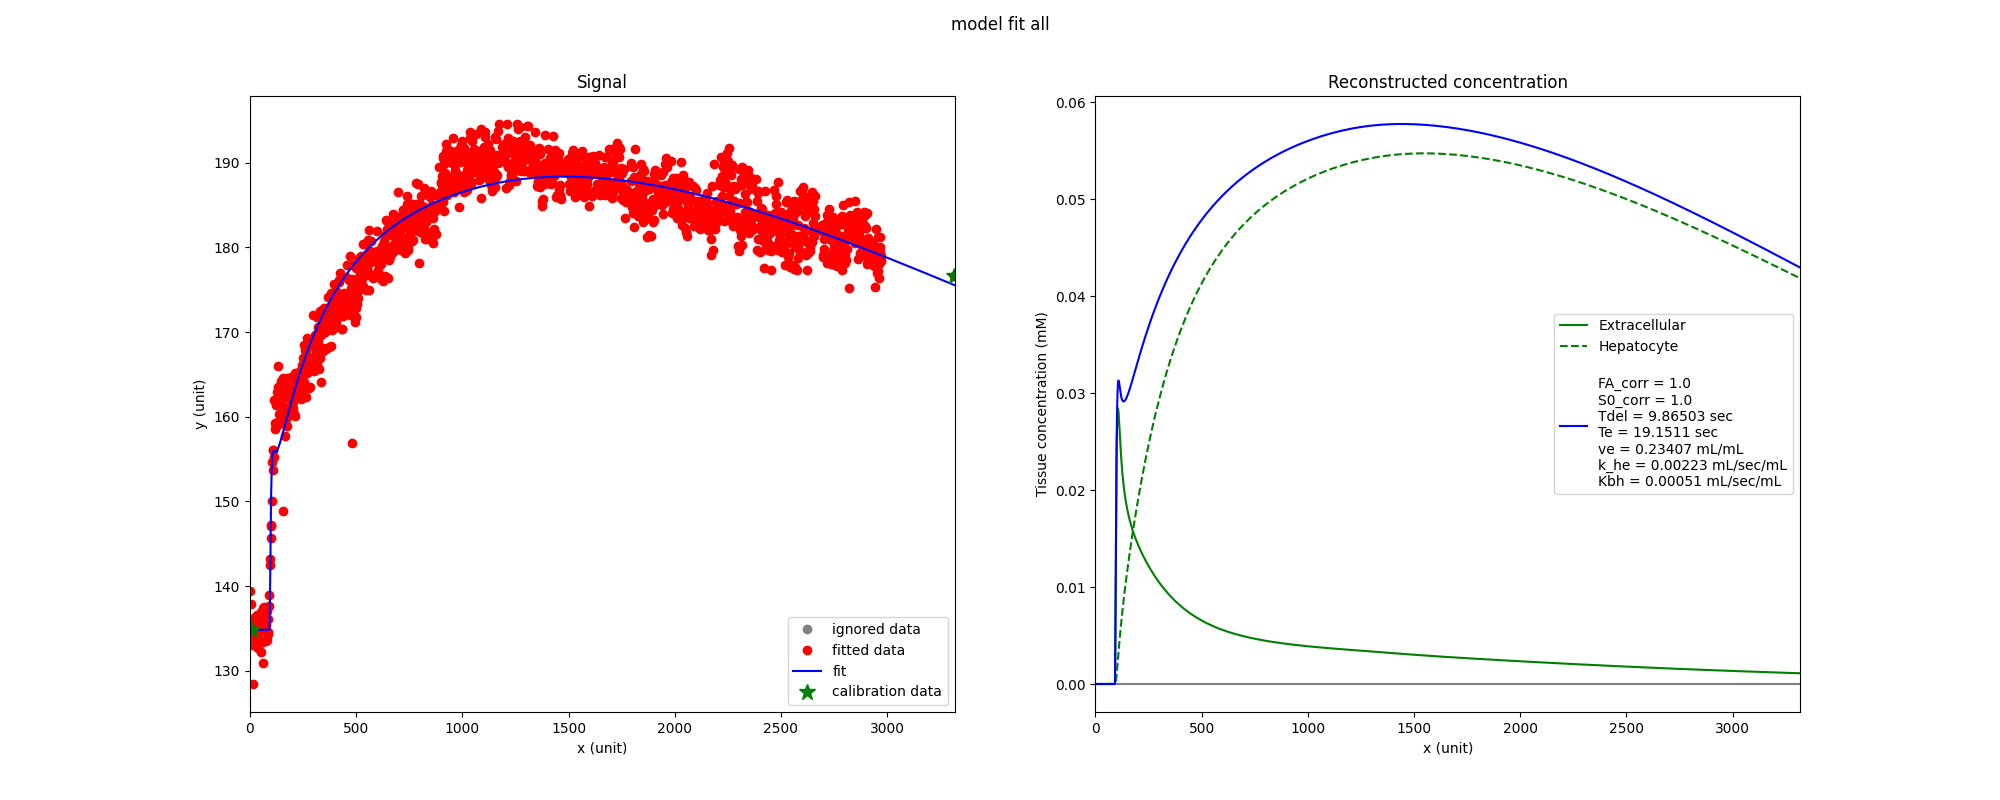 model fit all
Signal
y (unit)
190
180
170
160
150
140
130
0
500
1000
1500
2000
2500
3000
x (unit)
ignored data
fitted data
fit
calibration data
Reconstructed concentration
Tissue concentration (mM)
0.06
0.05
0.04
0.03
0.02
0.01
0.00
0
500
1000
1500
2000
2500
3000
x (unit)
Extracellular
Hepatocyte
FA_corr = 1.0
S0_corr = 1.0
Tdel = 9.86503 sec
Te = 19.1511 sec
ve = 0.23407 mL/mL
k_he = 0.00223 mL/sec/mL
Kbh = 0.00051 mL/sec/mL